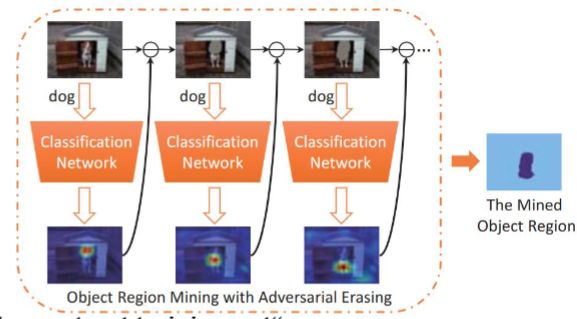 dog
dog
dog
Classification
Network
Classification
Network
Classification
Network
The Mined
Object Region
Object Region Mining with Adversarial Erasing